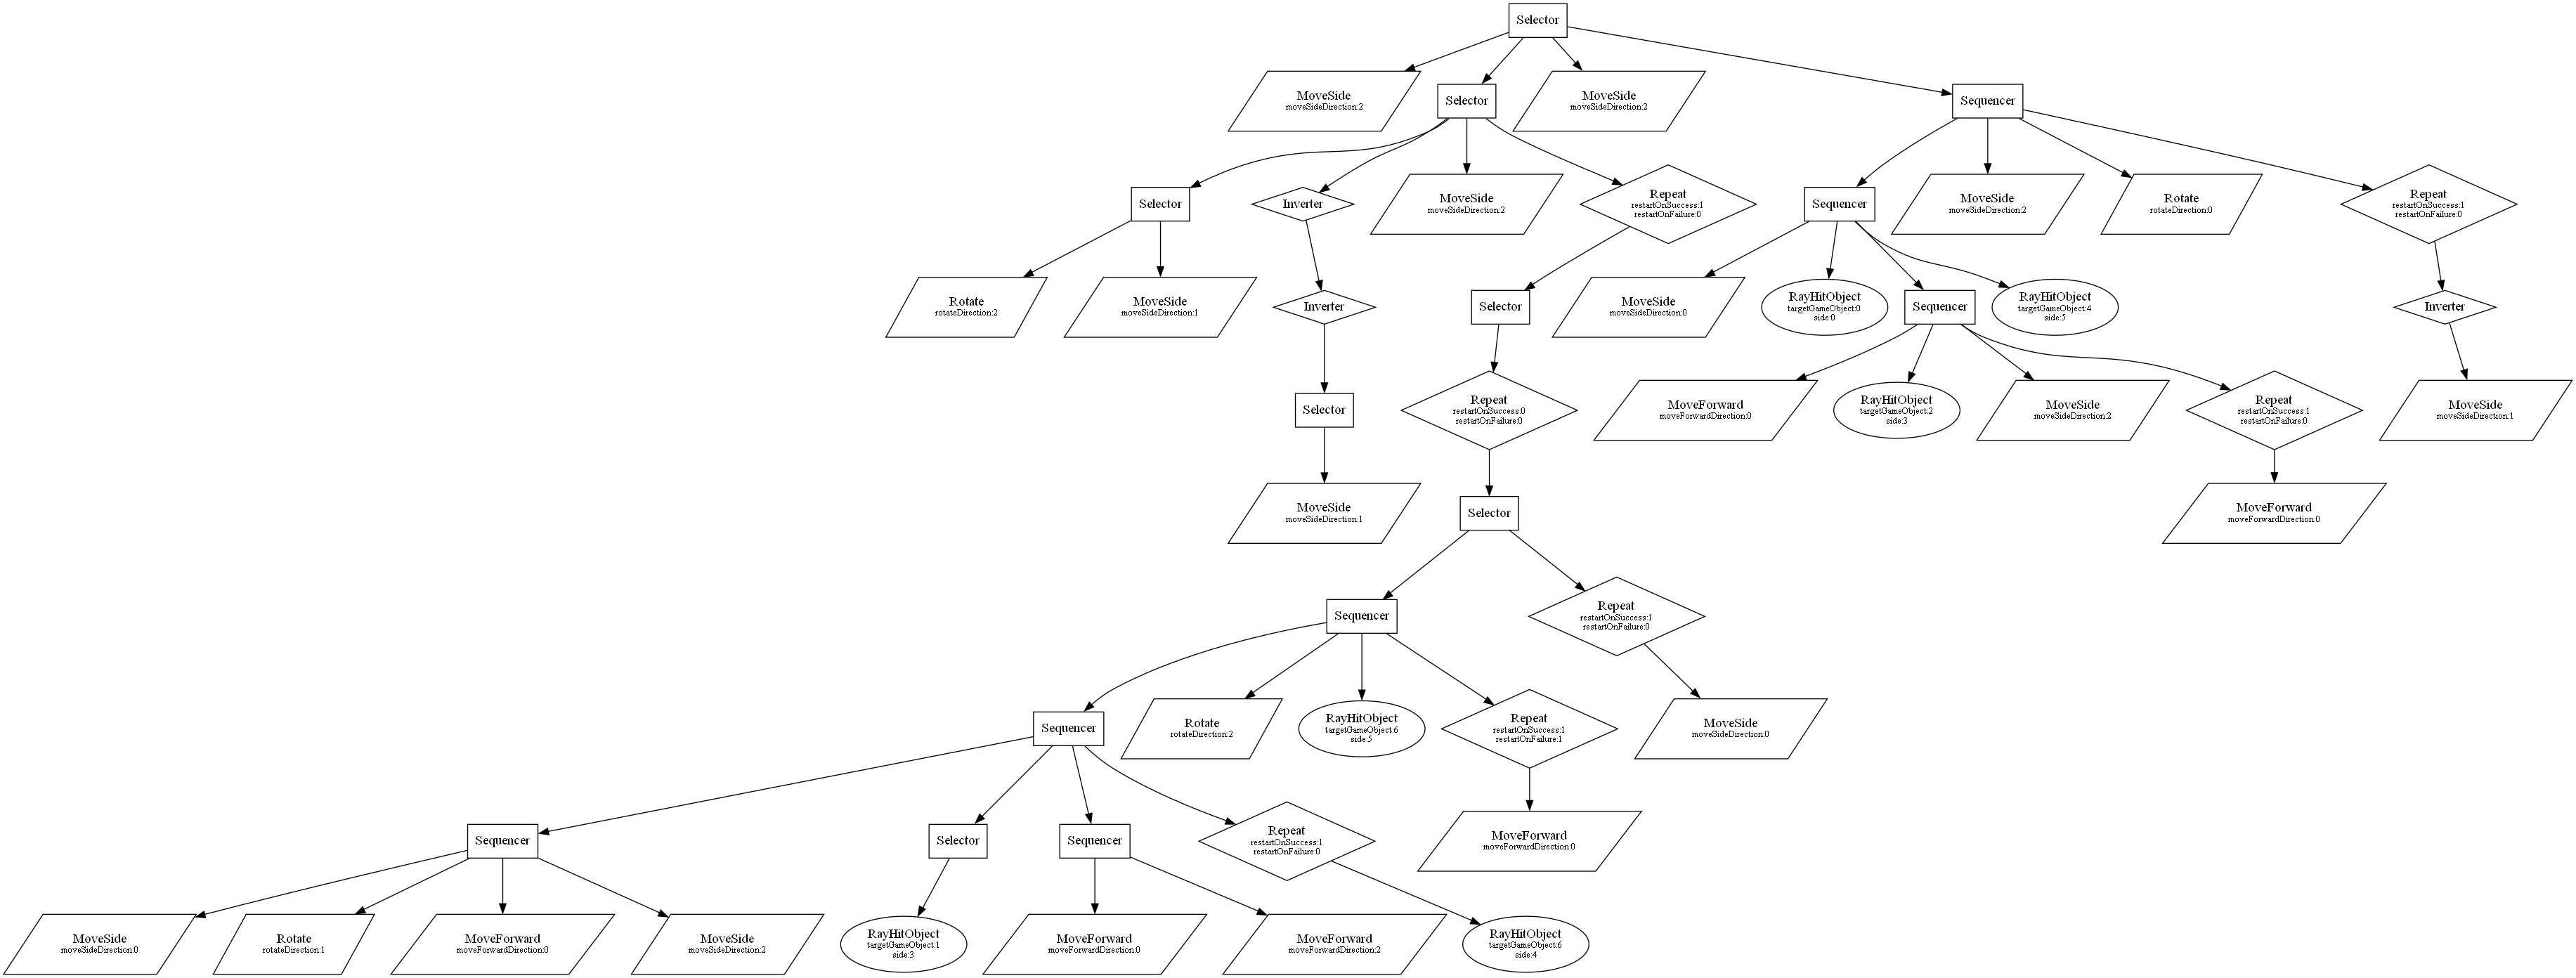 Selector
MoveSide
moveSideDirection:2
Selector
MoveSide
moveSideDirection:2
Sequencer
Selector
Inverter
MoveSide
moveSideDirection:2
Repeat
restartOnSuccess:1
restartOnFailure:0
Sequencer
MoveSide
moveSideDirection:2
Rotate
rotateDirection:0
Repeat
restartOnSuccess:1
restartOnFailure:0
Rotate
rotateDirection:2
MoveSide
moveSideDirection:1
Inverter
Selector
MoveSide
moveSideDirection:0
RayHitObject
targetGameObject:0
side:0
Sequencer
RayHitObject
targetGameObject:4
side:5
Inverter
Selector
Repeat
restartOnSuccess:0
restartOnFailure:0
MoveForward
moveForwardDirection:0
RayHitObject
targetGameObject:2
side:3
MoveSide
moveSideDirection:2
Repeat
restartOnSuccess:1
restartOnFailure:0
MoveSide
moveSideDirection:1
MoveSide
moveSideDirection:1
Selector
MoveForward
moveForwardDirection:0
Sequencer
Repeat
restartOnSuccess:1
restartOnFailure:0
Sequencer
Rotate
rotateDirection:2
RayHitObject
targetGameObject:6
side:5
Repeat
restartOnSuccess:1
restartOnFailure:1
MoveSide
moveSideDirection:0
Sequencer
Selector
Sequencer
Repeat
restartOnSuccess:1
restartOnFailure:0
MoveForward
moveForwardDirection:0
MoveSide
moveSideDirection:0
Rotate
rotateDirection:1
MoveForward
moveForwardDirection:0
MoveSide
moveSideDirection:2
RayHitObject
targetGameObject:1
side:3
MoveForward
moveForwardDirection:0
MoveForward
moveForwardDirection:2
RayHitObject
targetGameObject:6
side:4